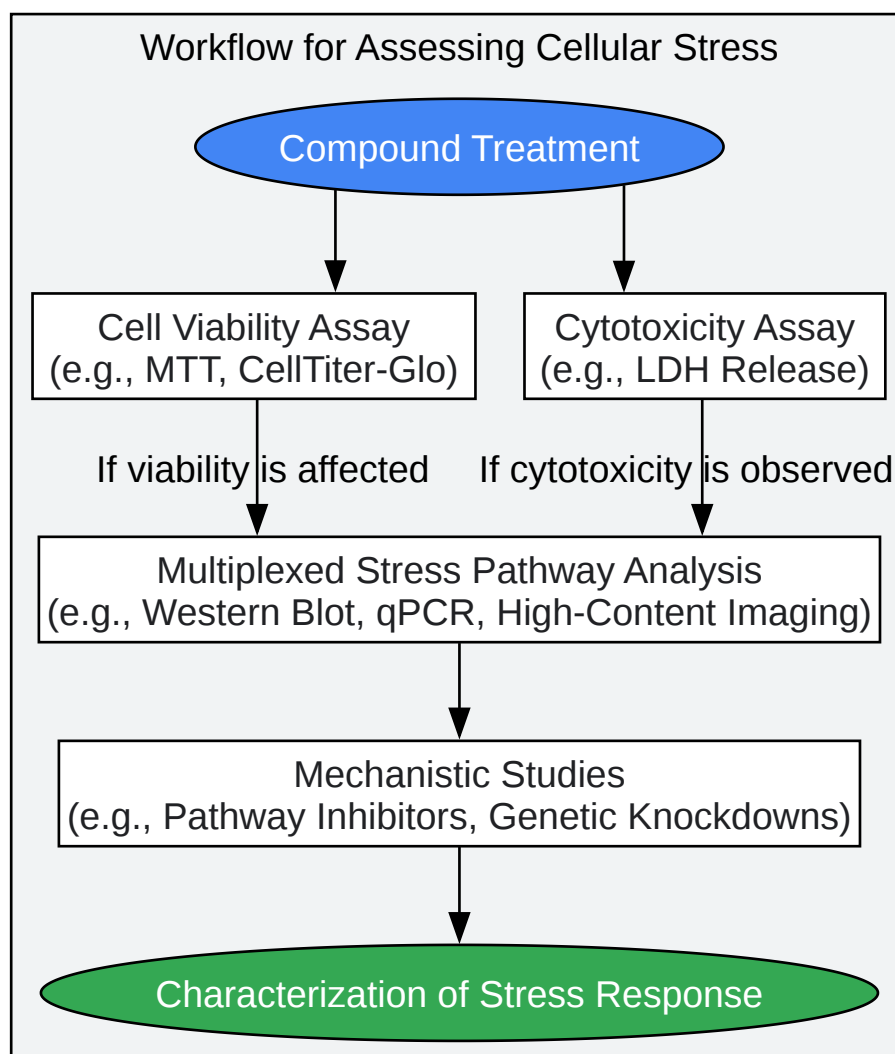 Workflow for Assessing Cellular Stress
Compound Treatment
Cell Viability Assay
(e.g., MTT, CellTiter-Glo)
Cytotoxicity Assay
(e.g., LDH Release)
If viability is affected
If cytotoxicity is observed
Multiplexed Stress Pathway Analysis
(e.g., Western Blot, qPCR, High-Content Imaging)
Mechanistic Studies
(e.g., Pathway Inhibitors, Genetic Knockdowns)
Characterization of Stress Response